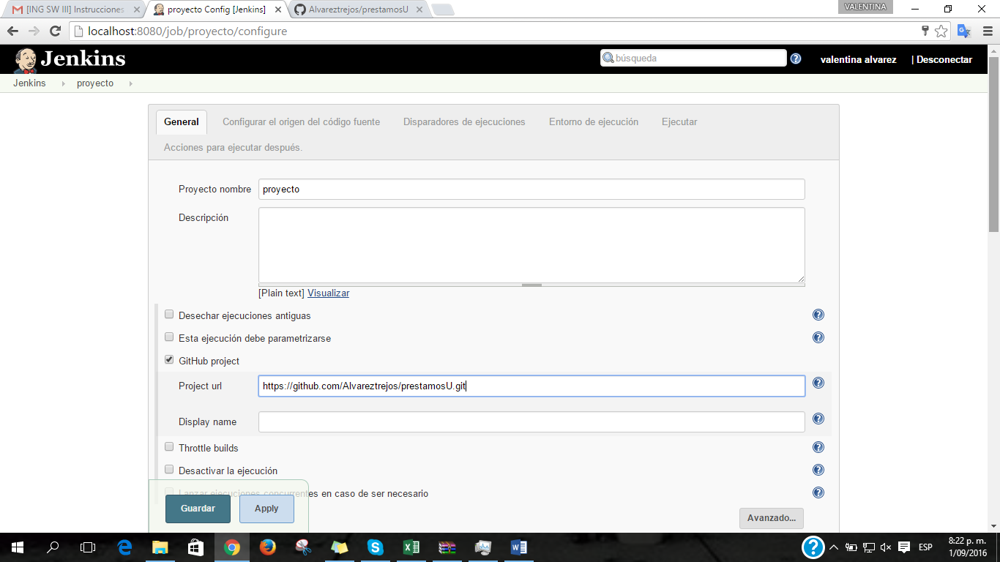 [ING SW III] Instrucciones
proyecto Config [Jenkins]
Alvareztrejos/prestamosU
VALENTINA
localhost:8080/job/proyecto/configure
Jenkins
búsqueda
valentina alvarez
| Desconectar
Jenkins
proyecto
General
Configurar el origen del código fuente
Disparadores de ejecuciones
Entorno de ejecución
Ejecutar
Acciones para ejecutar después.
Proyecto nombre
proyecto
Descripción
[Plain text] Visualizar
Desechar ejecuciones antiguas
Esta ejecución debe parametrizarse
GitHub project
Project url
https://github.com/Alvareztrejos/prestamosU.git
Display name
Throttle builds
Desactivar la ejecución
Lanzar ejecuciones concurrentes en caso de ser necesario
Guardar
Apply
Avanzado...
ESP
8:22 p. m.
1/09/2016